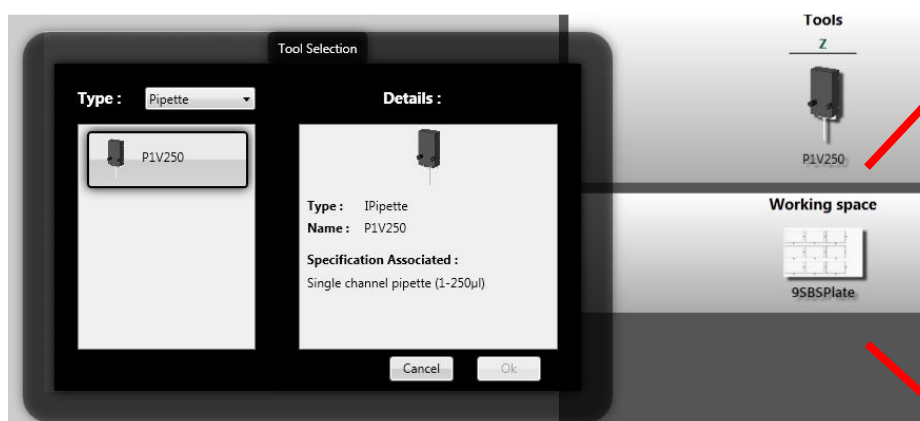 Tool Selection
Type : Pipette
P1V250
Details :
Type : IPipette
Name : P1V250
Specification Associated :
Single channel pipette (1-250µl)
Cancel Ok
Tools
Z
P1V250
Working space
9SBSPlate